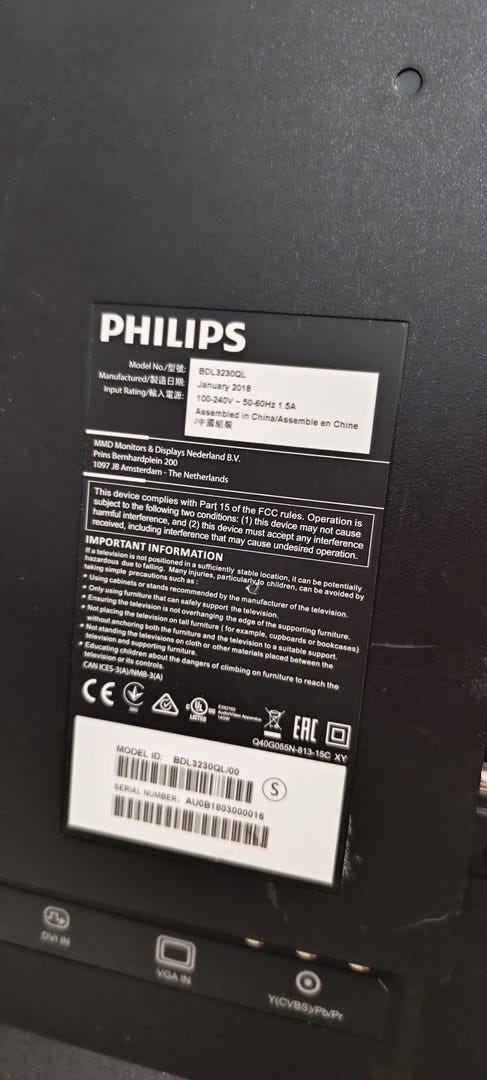 PHILIPS
Model No./型號: BDL3230QL
Manufactured/製造日期: January 2018
Input Rating/輸入電源: 100-240V ~ 50-60Hz 1.5A
Assembled in China/Assemble en Chine
/中國組裝
MMD Monitors & Displays Nederland B.V.
Prins Bernhardplein 200
1097 JB Amsterdam - The Netherlands
This device complies with Part 15 of the FCC rules. Operation is
subject to the following two conditions: (1) this device may not cause
harmful interference, and (2) this device must accept any interference
received, including interference that may cause undesired operation.
IMPORTANT INFORMATION
If a television is not positioned in a sufficiently stable location, it can be potentially
hazardous due to falling. Many injuries, particularly to children, can be avoided by
taking simple precautions such as :
• Using cabinets or stands recommended by the manufacturer of the television.
• Only using furniture that can safely support the television.
• Ensuring the television is not overhanging the edge of the supporting furniture.
• Not placing the television on tall furniture ( for example, cupboards or bookcases)
without anchoring both the furniture and the television to a suitable support.
• Not standing the televisions on cloth or other materials placed between the
television and supporting furniture.
• Educating children about the dangers of climbing on furniture to reach the
television or its controls.
CAN ICES-3(A)/NMB-3(A)
CE
c UL us
LISTED
E242102
Audio/Video Apparatus
14GW
EAC
Q40G055N-813-15C XY
MODEL ID: BDL3230QL/00
S
SERIAL NUMBER: AU0B1803000016
DVI IN
VGA IN
Y(CVBS)/Pb/Pr